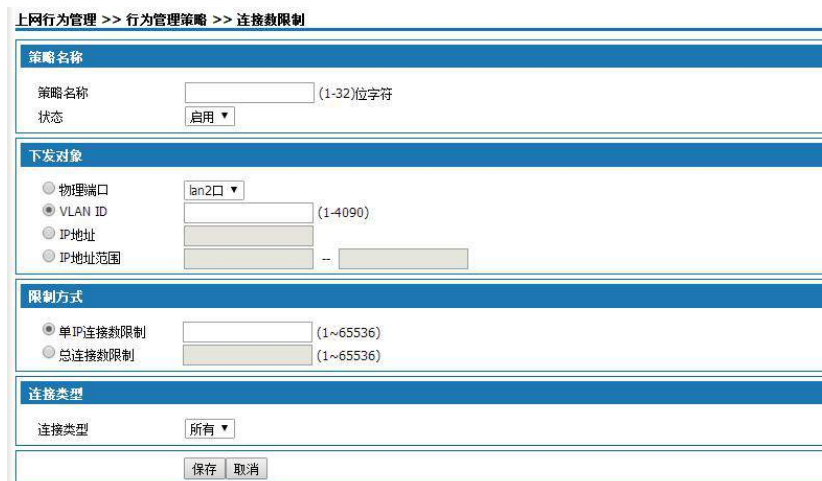 上网行为管理 >> 行为管理策略 >> 连接数限制
策略名称
策略名称 (1-32)位字符
状态 启用 ▼
下发对象
物理端口 lan2口 ▼
VLAN ID (1-4090)
IP地址
IP地址范围 --
限制方式
单IP连接数限制 (1~65536)
总连接数限制 (1~65536)
连接类型
连接类型 所有 ▼
保存 取消